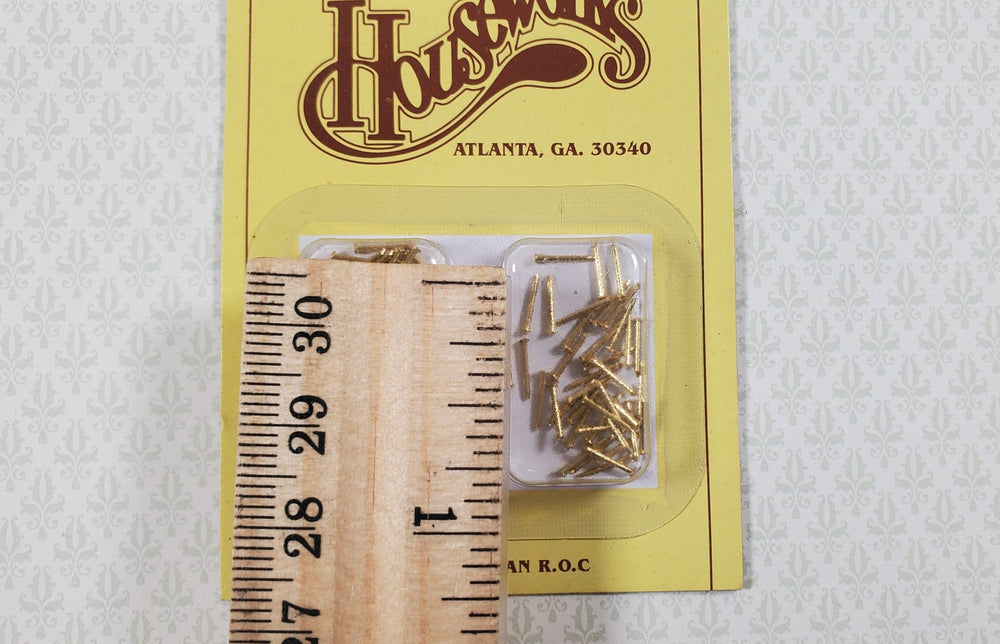 Houseworks
ATLANTA, GA. 30340
30
29
28
1
27
AN R.O.C